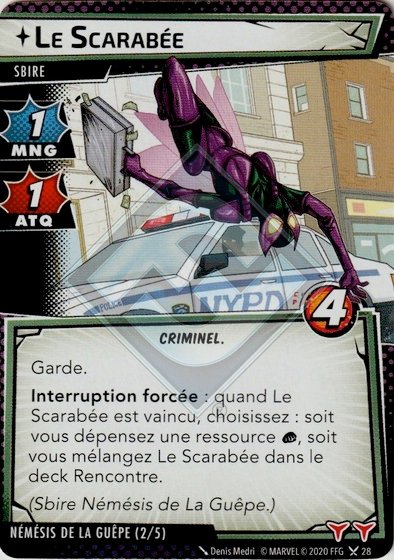 Le Scarabée
SBIRE
1
MNG
1
ATQ
POLICE
NYPD
4
CRIMINEL.
Garde.
Interruption forcée : quand Le
Scarabée est vaincu, choisissez : soit
vous dépensez une ressource , soit
vous mélangez Le Scarabée dans le
deck Rencontre.
(Sbire Némésis de La Guêpe.)
NÉMÉSIS DE LA GUÊPE (2/5)
Denis Medri © MARVEL © 2020 FFG 28